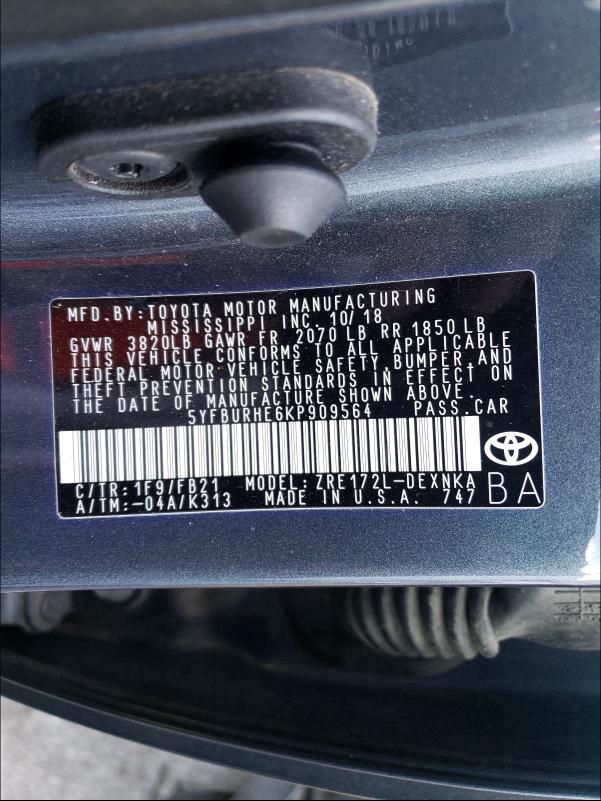 MFD.BY:TOYOTA MOTOR MANUFACTURING
MISSISSIPPI INC. 10/18
GVWR 3820LB GAWR FR 2070 LB RR 1850LB
THIS VEHICLE CONFORMS TO ALL APPLICABLE
FEDERAL MOTOR VEHICLE SAFETY,BUMPER,AND
THEFT PREVENTION STANDARDS IN EFFECT ON
THE DATE OF MANUFACTURE SHOWN ABOVE.
5YFBURHE6KP909564 PASS.CAR
C/TR:1F9/FB21 MODEL:ZRE172L-DEXNKA
A/TM:-04A/K313 MADE IN U.S.A. 747
BA